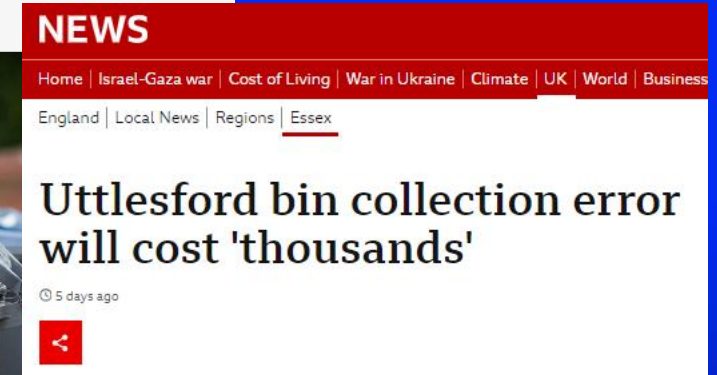 NEWS
Home | Israel-Gaza war | Cost of Living | War in Ukraine | Climate | UK | World | Business
England | Local News | Regions | Essex
Uttlesford bin collection error
will cost 'thousands'
5 days ago